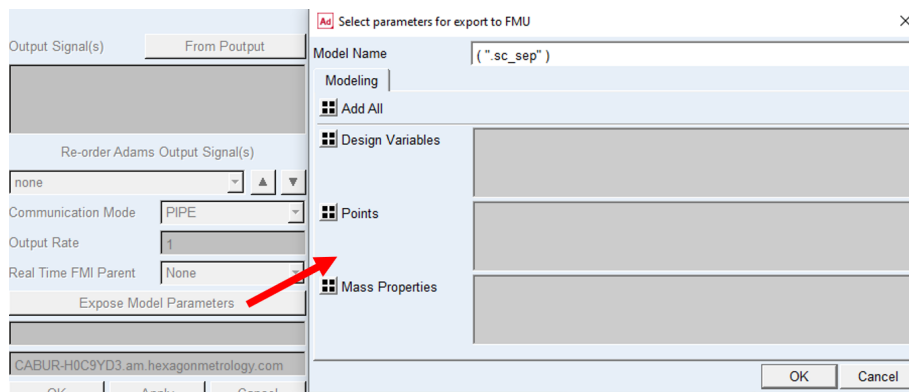 Output Signal(s)
From Poutput
Re-order Adams Output Signal(s)
none
Communication Mode
PIPE
Output Rate
1
Real Time FMI Parent
None
Expose Model Parameters
CABUR-H0C9YD3.am.hexagonmetrology.com
OK
Apply
Cancel
Ad Select parameters for export to FMU
Model Name
( ".sc_sep" )
Modeling
Add All
Design Variables
Points
Mass Properties
OK
Cancel